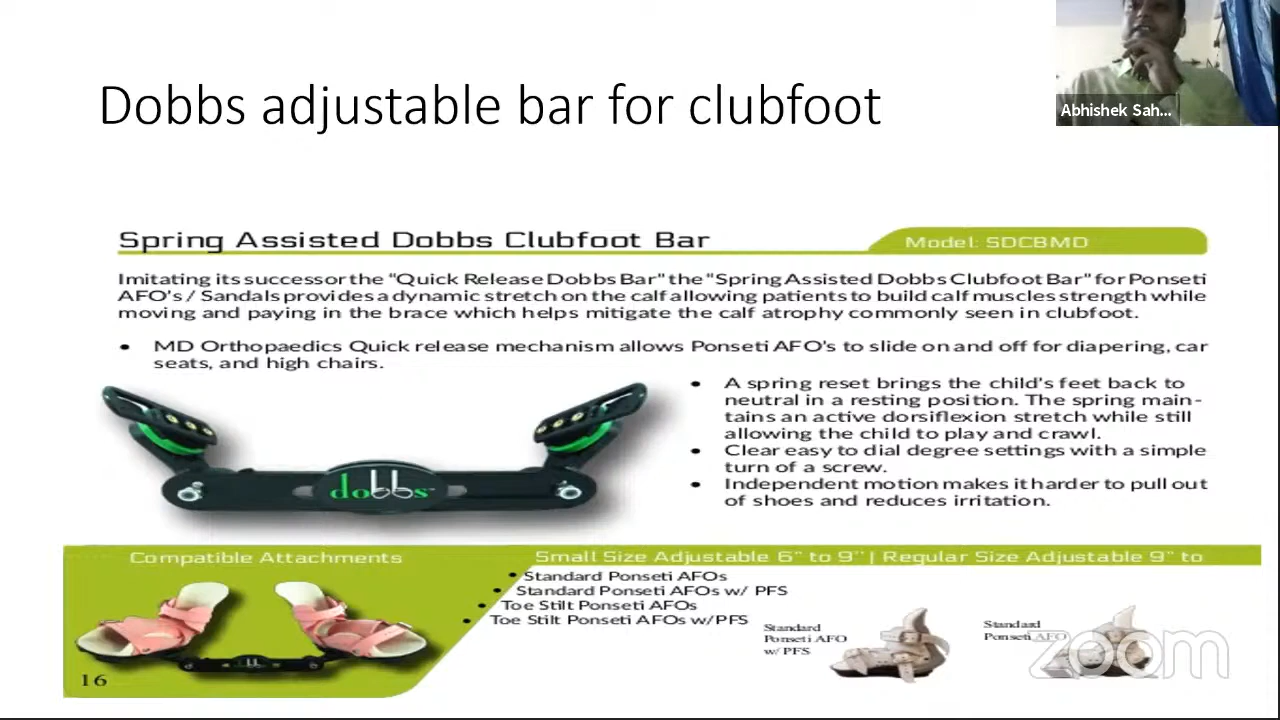 Abhishek Sah...
Dobbs adjustable bar for clubfoot
Spring Assisted Dobbs Clubfoot Bar
Model: SDCBMD
Imitating its successor the "Quick Release Dobbs Bar" the "Spring Assisted Dobbs Clubfoot Bar" for Ponseti
AFO's / Sandals provides a dynamic stretch on the calf allowing patients to build calf muscles strength while
moving and paying in the brace which helps mitigate the calf atrophy commonly seen in clubfoot.
• MD Orthopaedics Quick release mechanism allows Ponseti AFO's to slide on and off for diapering, car
seats, and high chairs.
• A spring reset brings the child's feet back to
neutral in a resting position. The spring main-
tains an active dorsiflexion stretch while still
allowing the child to play and crawl.
• Clear easy to dial degree settings with a simple
turn of a screw.
• Independent motion makes it harder to pull out
of shoes and reduces irritation.
dobbs
Compatible Attachments
Small Size Adjustable 6" to 9" | Regular Size Adjustable 9" to
• Standard Ponseti AFOs
• Standard Ponseti AFOs w/ PFS
• Toe Stilt Ponseti AFOs
• Toe Stilt Ponseti AFOs w/PFS
Standard
Ponseti AFO
w/ PFS
Standard
Ponseti AFO
16
zoom